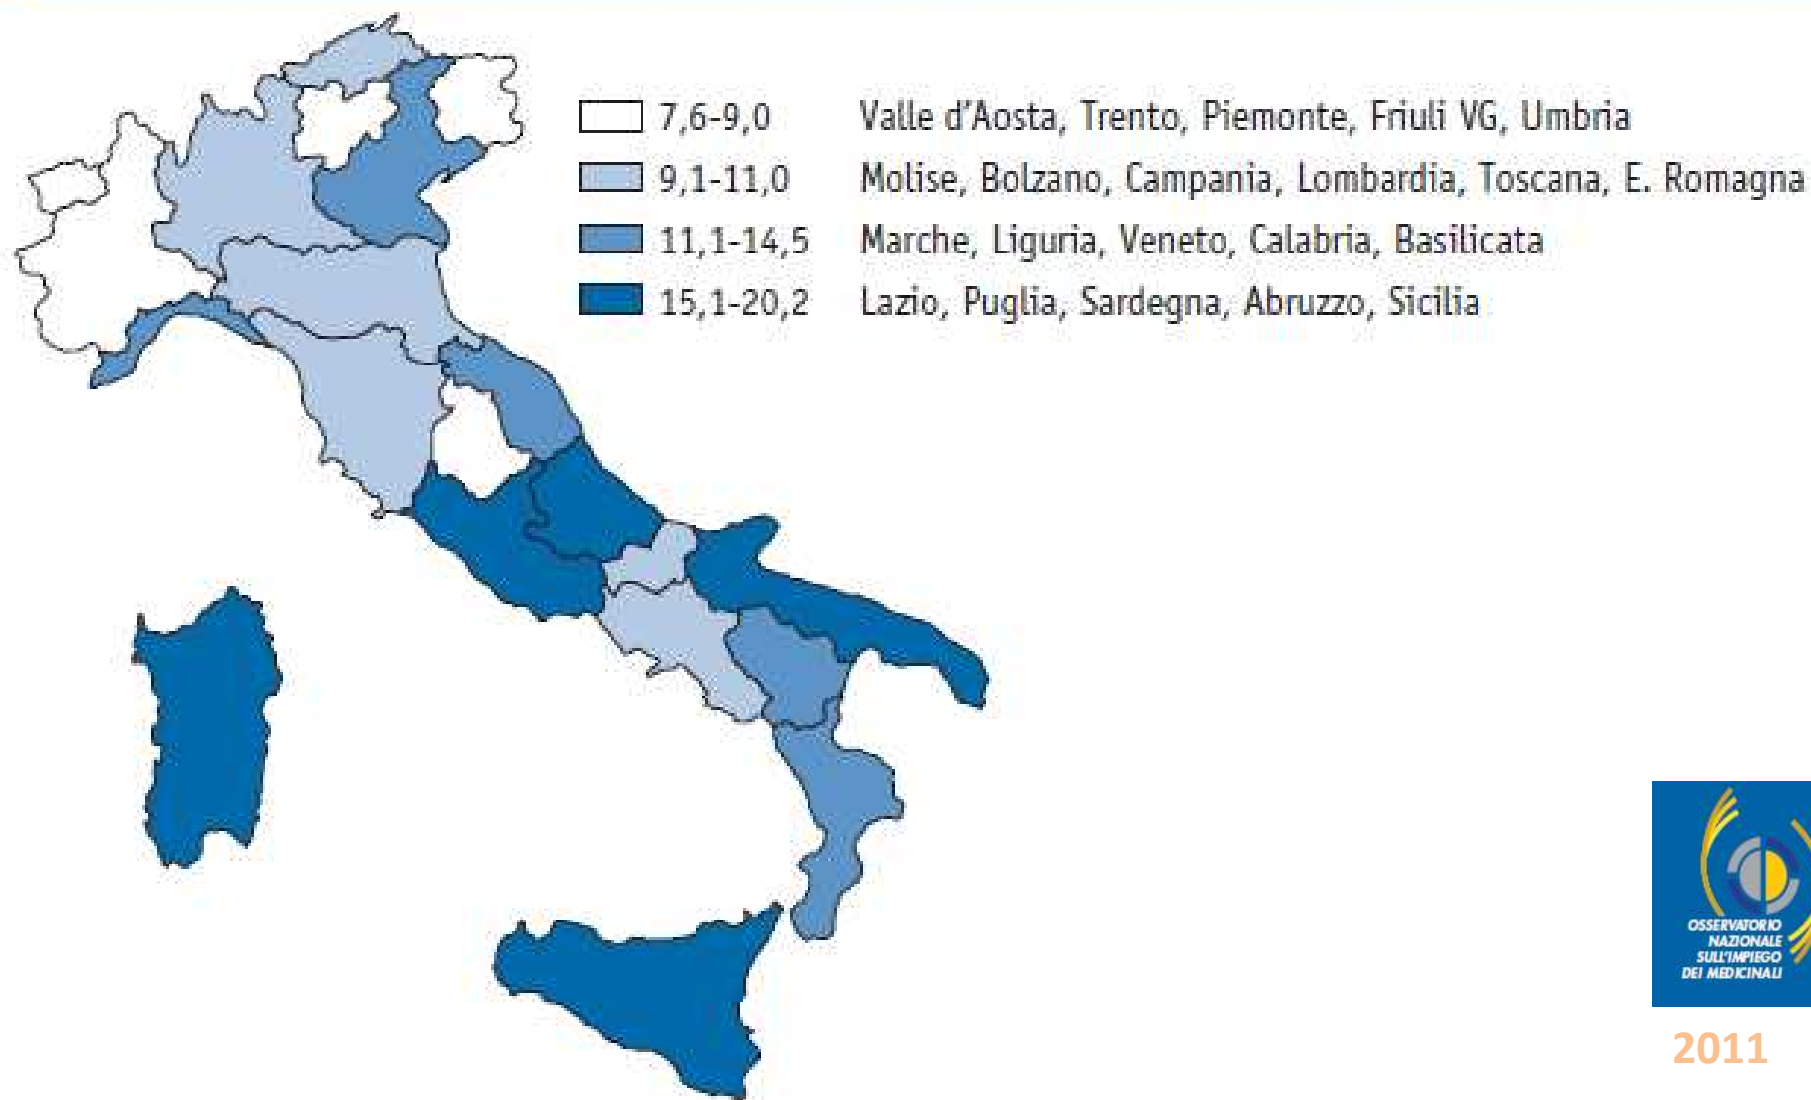 7,6-9,0 Valle d'Aosta, Trento, Piemonte, Friuli VG, Umbria
9,1-11,0 Molise, Bolzano, Campania, Lombardia, Toscana, E. Romagna
11,1-14,5 Marche, Liguria, Veneto, Calabria, Basilicata
15,1-20,2 Lazio, Puglia, Sardegna, Abruzzo, Sicilia
OSSERVATORIO
NAZIONALE
SULL'IMPIEGO
DEI MEDICINALI
2011